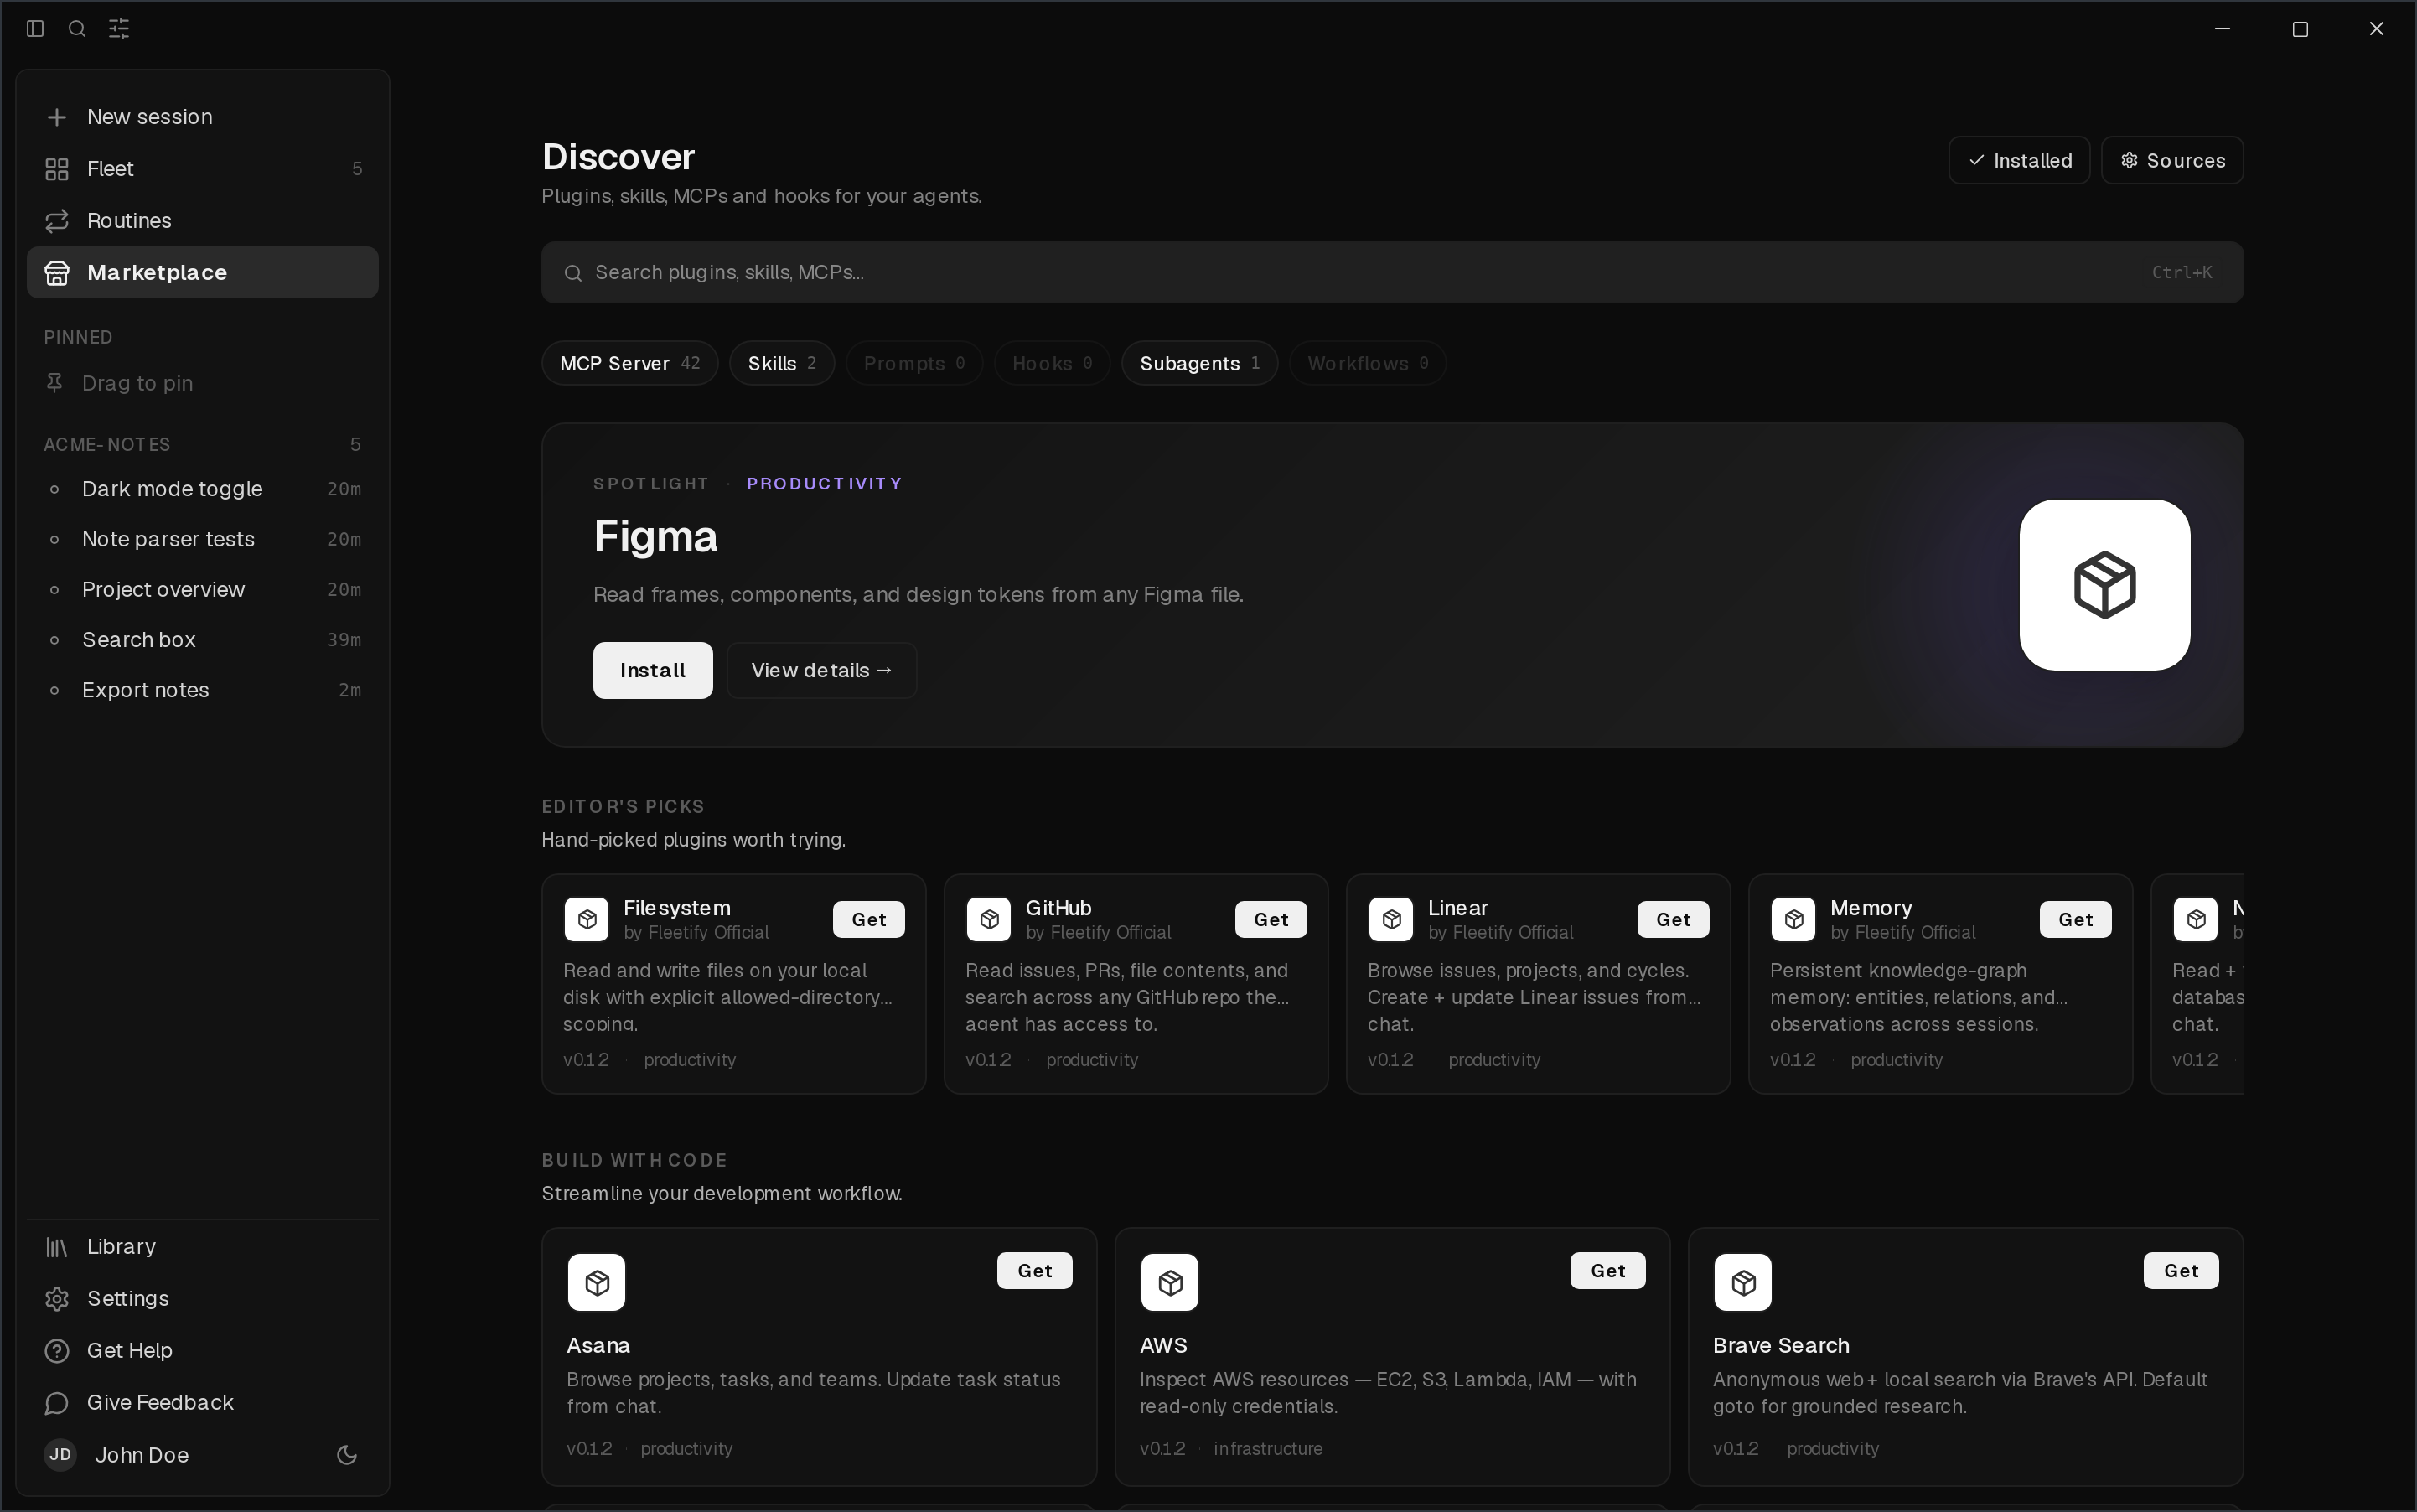 New session
Fleet 5
Routines
Marketplace
PINNED
Drag to pin
ACME-NOTES 5
Dark mode toggle 20m
Note parser tests 20m
Project overview 20m
Search box 39m
Export notes 2m
Library
Settings
Get Help
Give Feedback
JD John Doe
Discover
Plugins, skills, MCPs and hooks for your agents.
Installed
Sources
Search plugins, skills, MCPs... Ctrl+K
MCP Server 42 Skills 2 Prompts 0 Hooks 0 Subagents 1 Workflows 0
SPOTLIGHT · PRODUCTIVITY
Figma
Read frames, components, and design tokens from any Figma file.
Install View details →
EDITOR'S PICKS
Hand-picked plugins worth trying.
Filesystem
by Fleetify Official
Get
Read and write files on your local
disk with explicit allowed-directory...
scoping.
v0.1.2 · productivity
GitHub
by Fleetify Official
Get
Read issues, PRs, file contents, and
search across any GitHub repo the...
agent has access to.
v0.1.2 · productivity
Linear
by Fleetify Official
Get
Browse issues, projects, and cycles.
Create + update Linear issues from...
chat.
v0.1.2 · productivity
Memory
by Fleetify Official
Get
Persistent knowledge-graph
memory: entities, relations, and...
observations across sessions.
v0.1.2 · productivity
Read +
chat.
v0.1.2 ·
BUILD WITH CODE
Streamline your development workflow.
Get
Asana
Browse projects, tasks, and teams. Update task status
from chat.
v0.1.2 · productivity
Get
AWS
Inspect AWS resources — EC2, S3, Lambda, IAM — with
read-only credentials.
v0.1.2 · infrastructure
Get
Brave Search
Anonymous web + local search via Brave's API. Default
goto for grounded research.
v0.1.2 · productivity